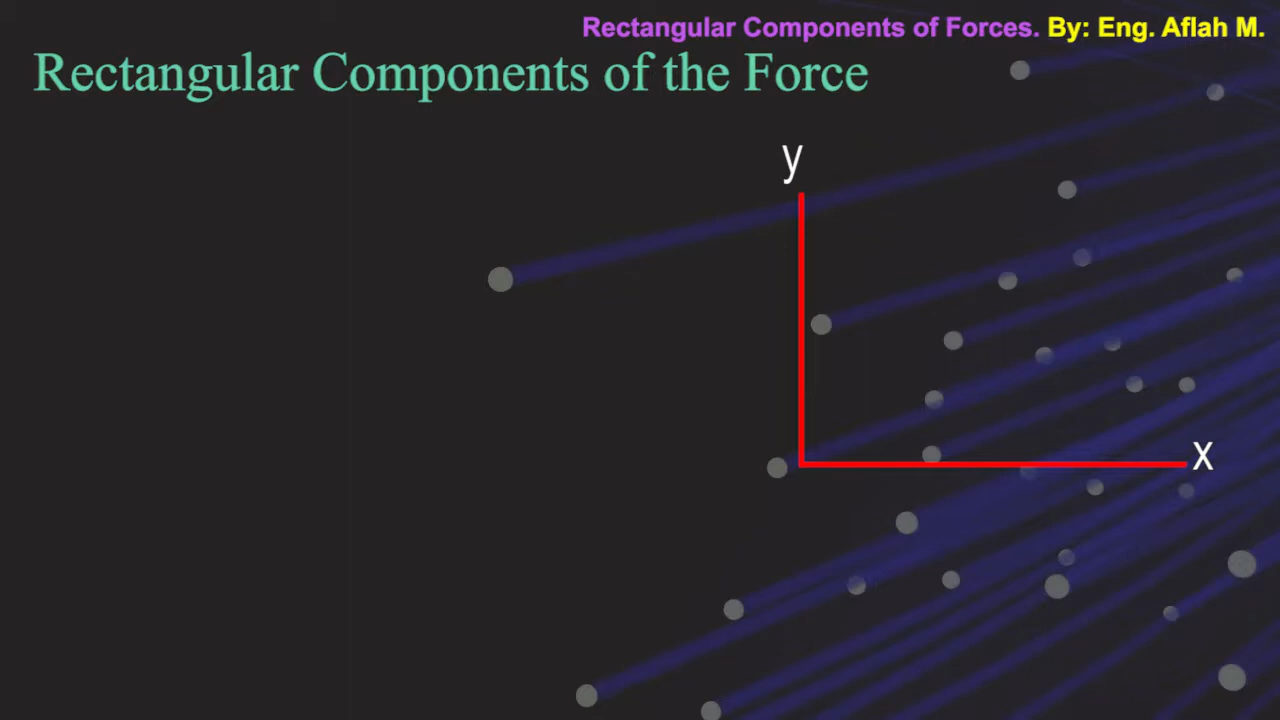 Rectangular Components of Forces. By: Eng. Aflah M.
Rectangular Components of the Force
y
x